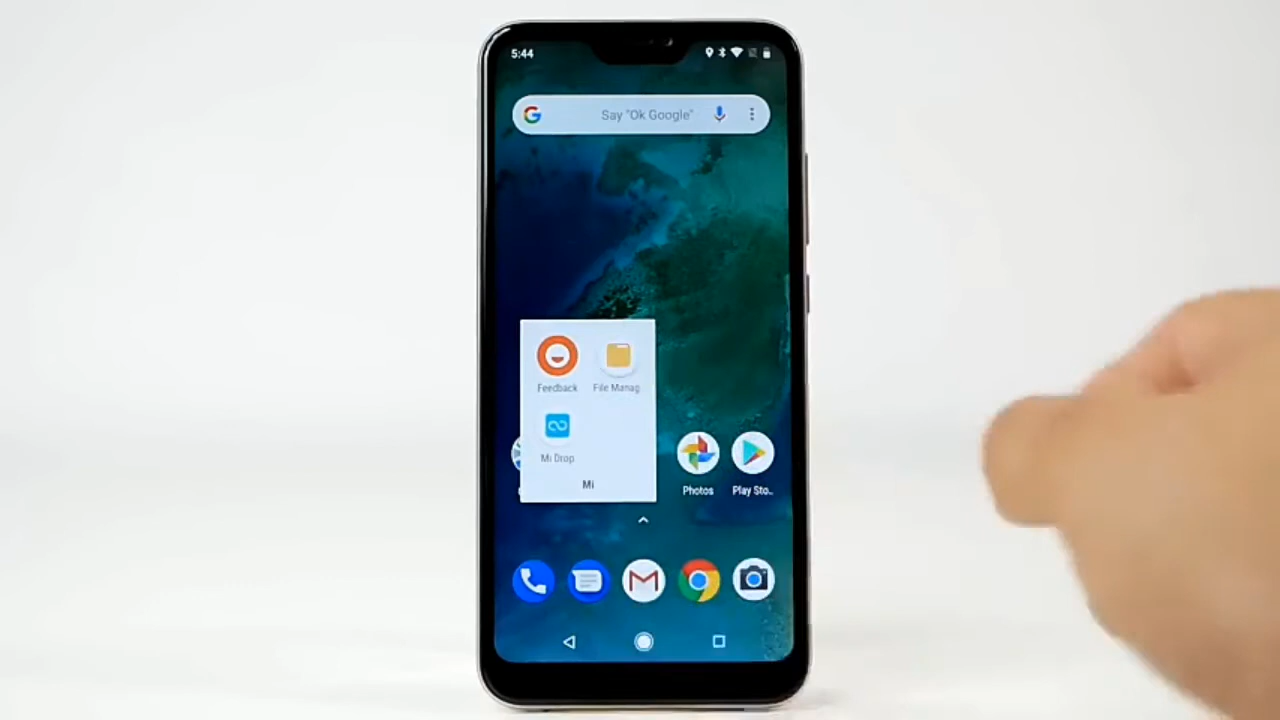 5:44
Say "Ok Google"
Feedback
File Manag
Mi Drop
Mi
Photos
Play Sto..